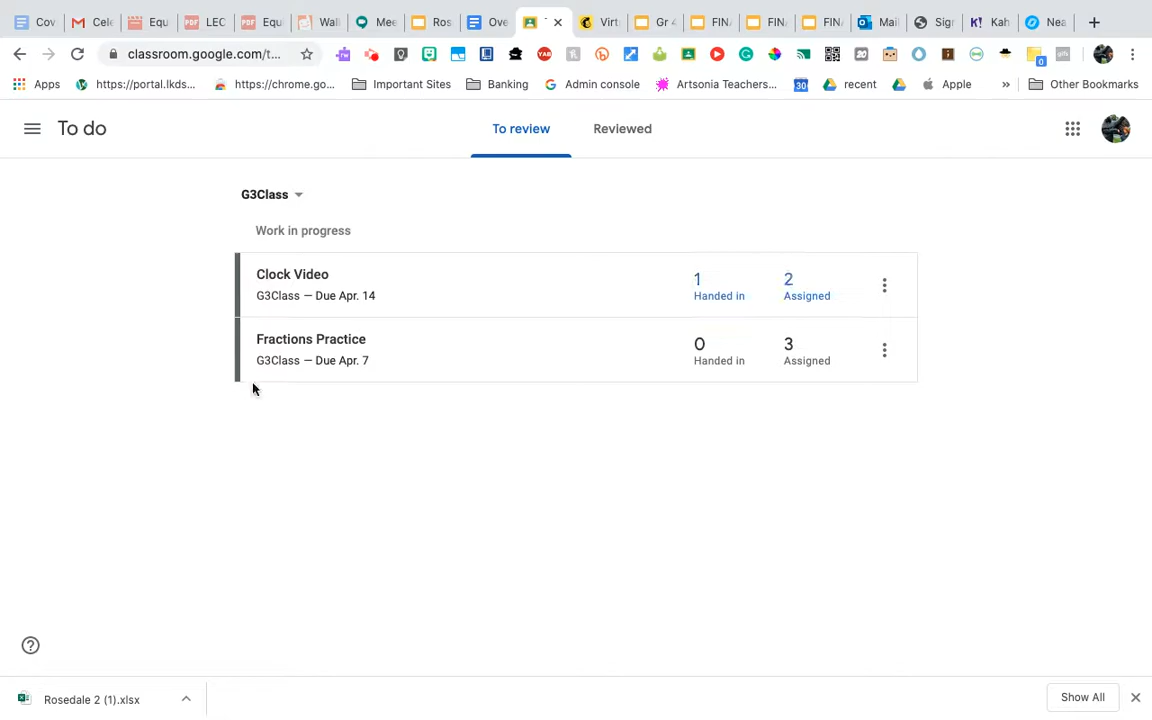 Cov
Cele
Equ
LEC
Equ
Wal
Mee
Ros
Ove
Virt
Gr 4
FIN
FIN
FIN
Mail
Sig
Kah
Nea
classroom.google.com/t...
Apps
https://portal.lkds...
https://chrome.go...
Important Sites
Banking
Admin console
Artsonia Teachers...
recent
Apple
»
Other Bookmarks
To do
To review
Reviewed
G3Class
Work in progress
Clock Video
1
2
G3Class — Due Apr. 14
Handed in
Assigned
Fractions Practice
0
3
G3Class — Due Apr. 7
Handed in
Assigned
Rosedale 2 (1).xlsx
Show All